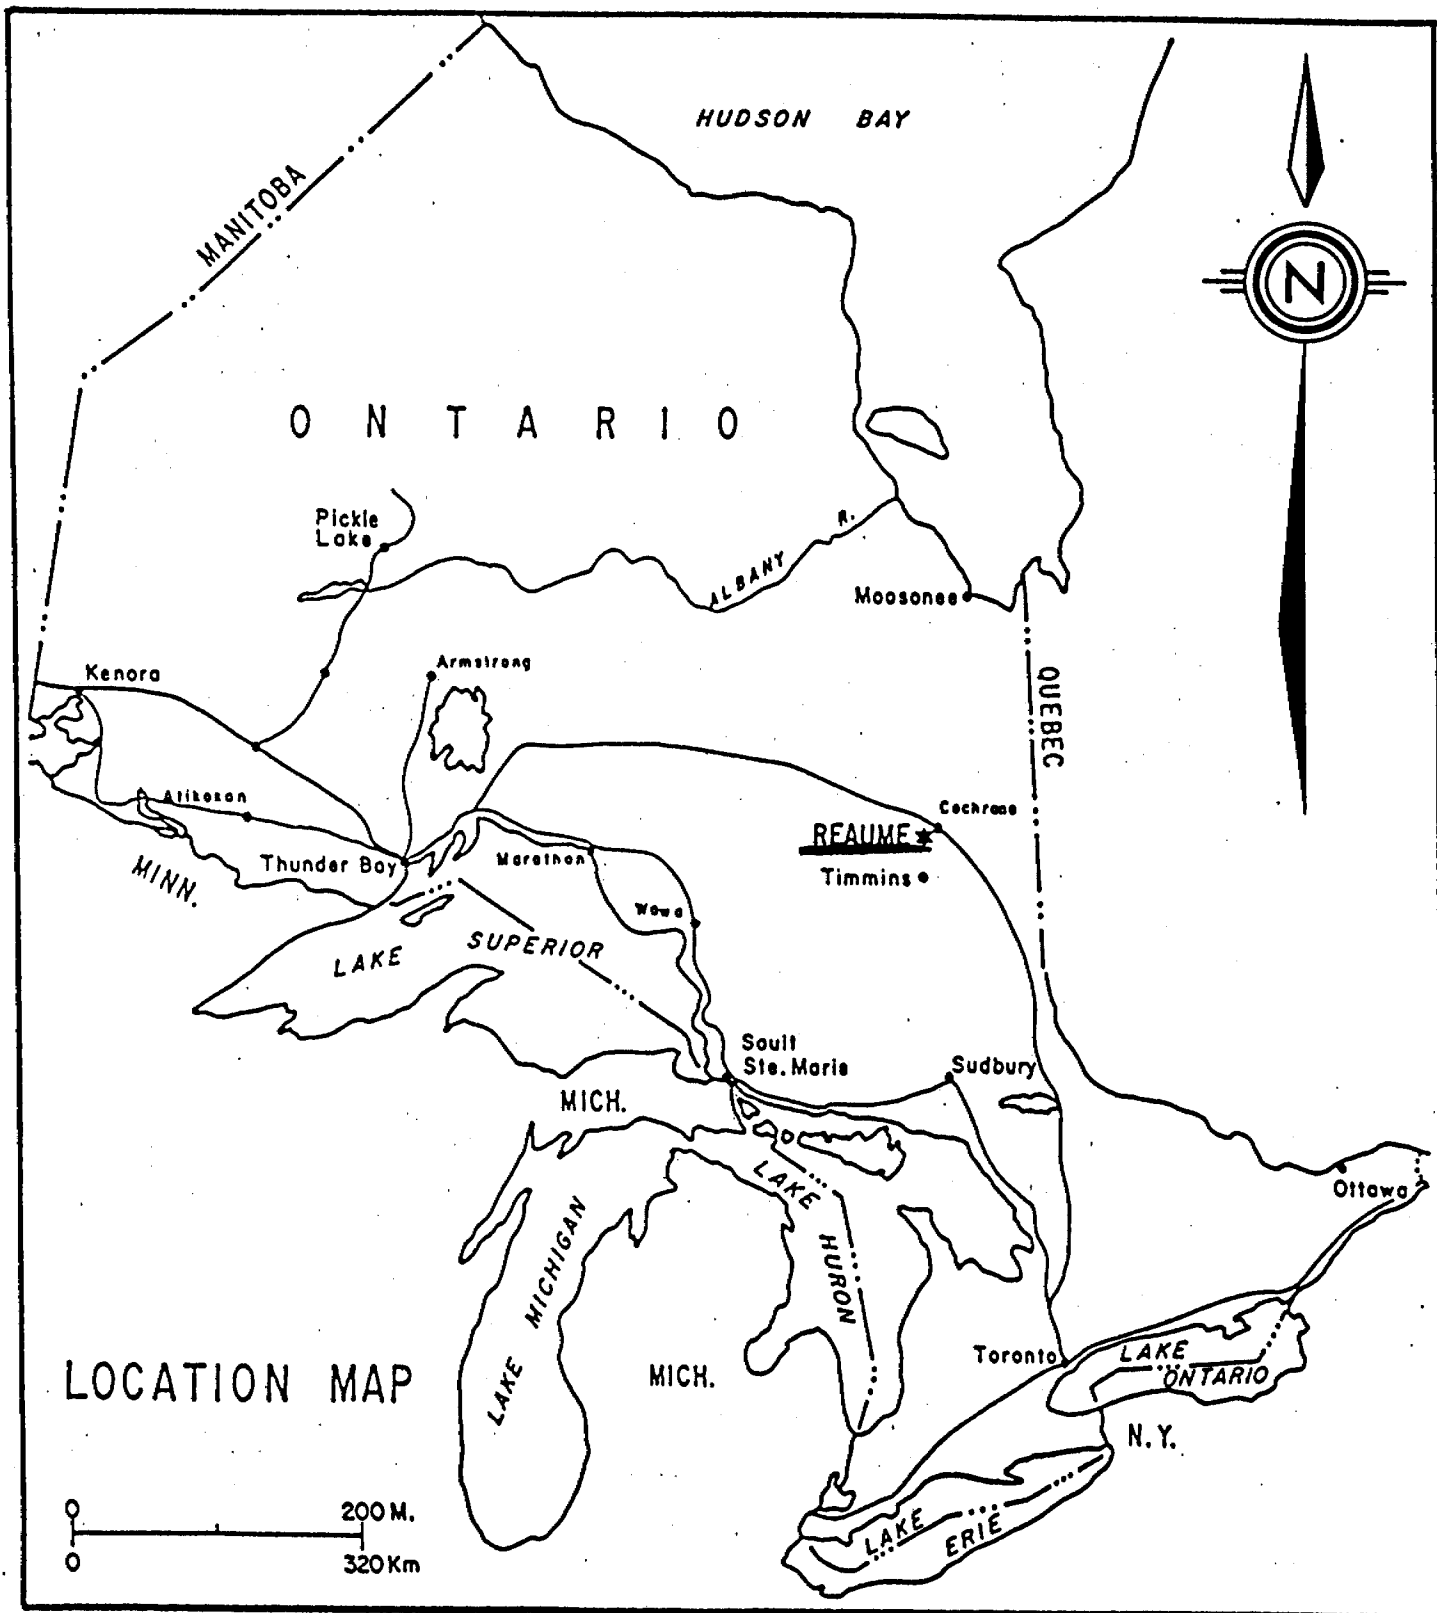 HUDSON BAY
MANITOBA
N
ONTARIO
Pickle
Lake
ALBANY R.
Moosonee
Kenora
Armstrong
QUEBEC
Atikokan
Cochrane
REAUME
Thunder Bay
Marathon
Timmins
MINN.
Wawa
LAKE SUPERIOR
Sault
Ste. Marie
Sudbury
MICH.
LAKE HURON
Ottawa
LAKE MICHIGAN
Toronto
LAKE
ONTARIO
LOCATION MAP
MICH.
N.Y.
0 200 M.
0 320 Km
LAKE
ERIE